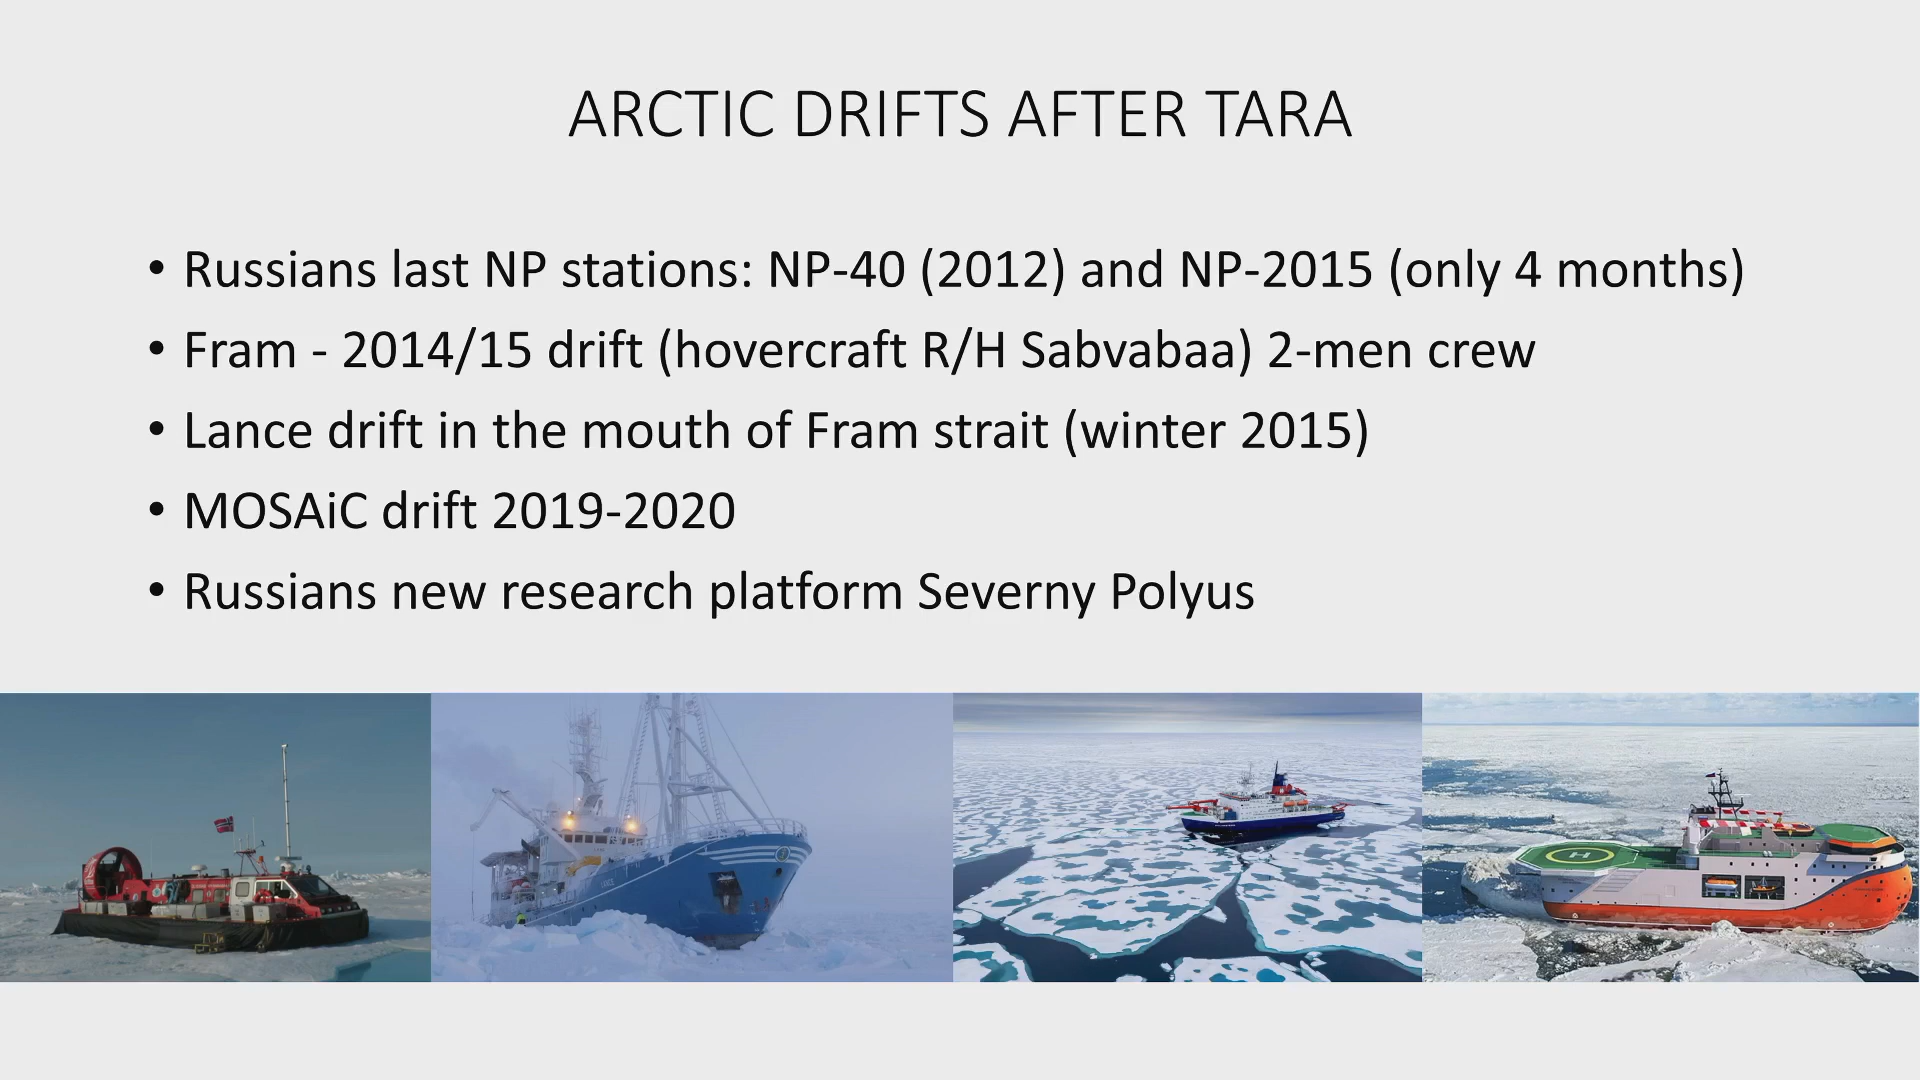 ARCTIC DRIFTS AFTER TARA
• Russians last NP stations: NP-40 (2012) and NP-2015 (only 4 months)
• Fram - 2014/15 drift (hovercraft R/H Sabvabaa) 2-men crew
• Lance drift in the mouth of Fram strait (winter 2015)
• MOSAiC drift 2019-2020
• Russians new research platform Severny Polyus
LANCE
H